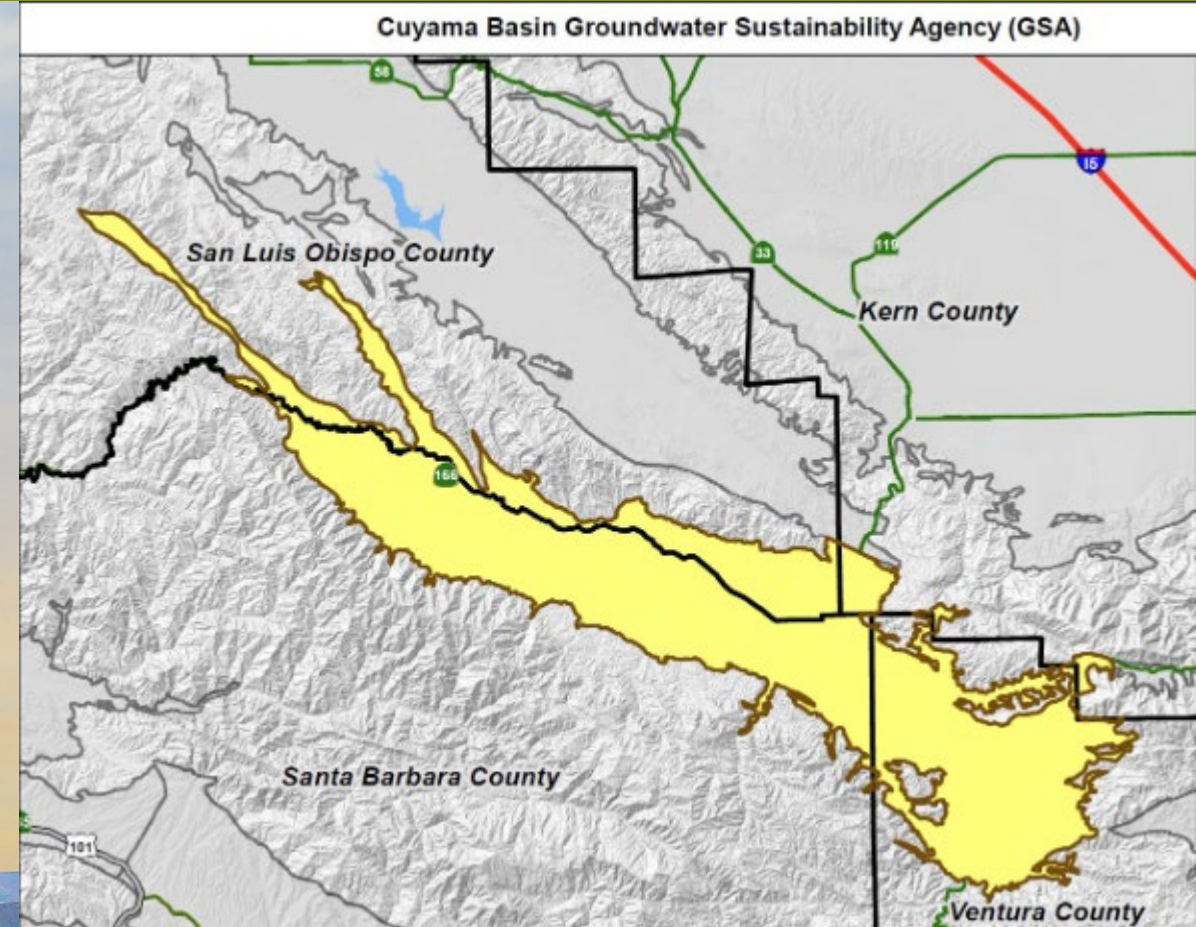 Cuyama Basin Groundwater Sustainability Agency (GSA)
58
I5
San Luis Obispo County
33
119
Kern County
166
Santa Barbara County
101
Ventura County